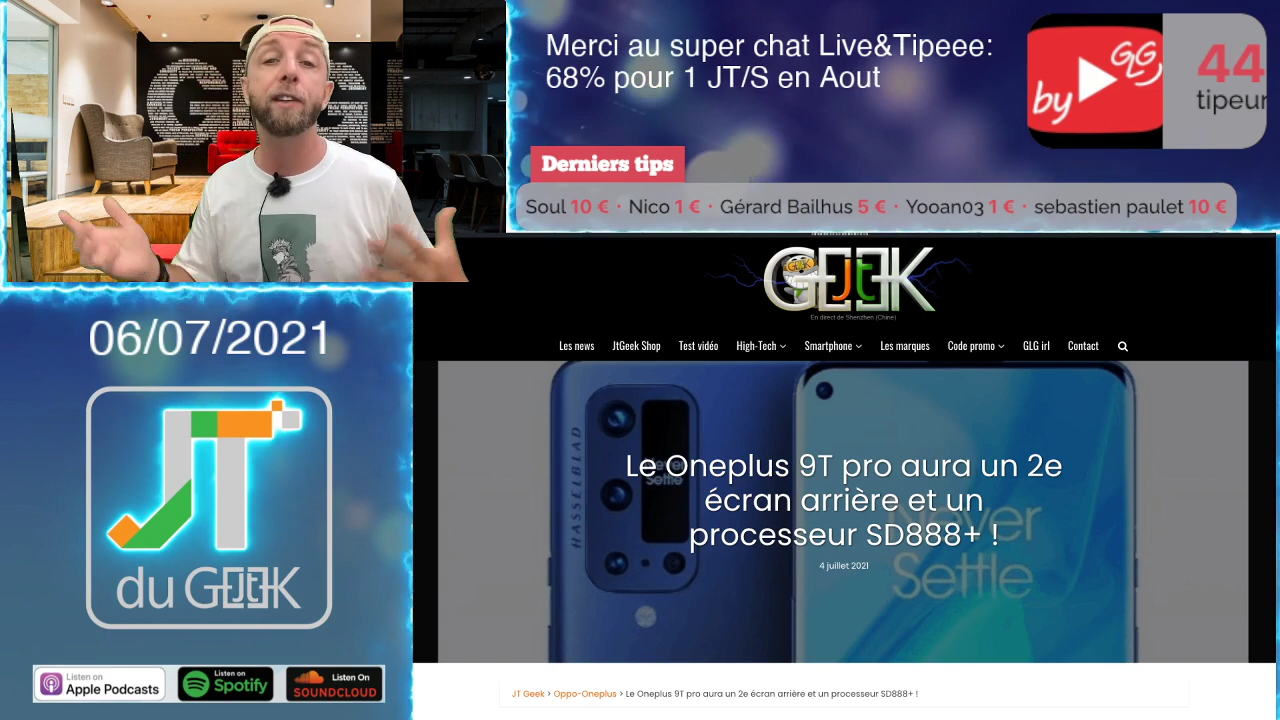 Merci au super chat Live&Tipeee:
68% pour 1 JT/S en Aout
by GLG
44
tipeur
Derniers tips
Soul 10 € · Nico 1 € · Gérard Bailhus 5 € · Yooan03 1 € · sebastien paulet 10 €
GEEK Jt
En direct de Shenzhen (Chine)
Les news JtGeek Shop Test vidéo High-Tech Smartphone Les marques Code promo GLG irl Contact
06/07/2021
JT
du GEEK
Jt
HASSELBLAD
Never
Settle
Never
Settle
Le Oneplus 9T pro aura un 2e
écran arrière et un
processeur SD888+ !
4 juillet 2021
Listen on
Apple Podcasts
Listen on
Spotify
Listen On
SOUNDCLOUD
JT Geek > Oppo-Oneplus > Le Oneplus 9T pro aura un 2e écran arrière et un processeur SD888+ !